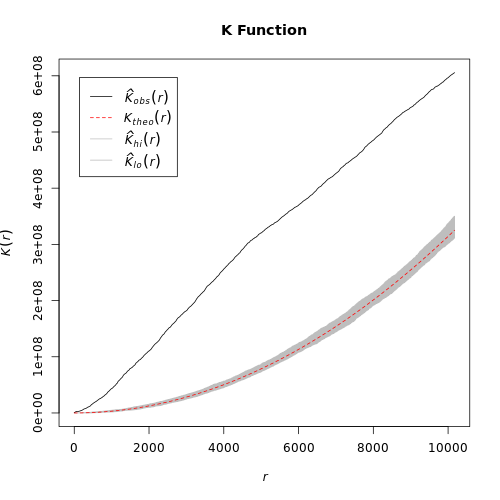 K Function
K̂obs(r)
Ktheo(r)
K̂hi(r)
K̂lo(r)
K(r)
6e+08
5e+08
4e+08
3e+08
2e+08
1e+08
0e+00
0 2000 4000 6000 8000 10000
r